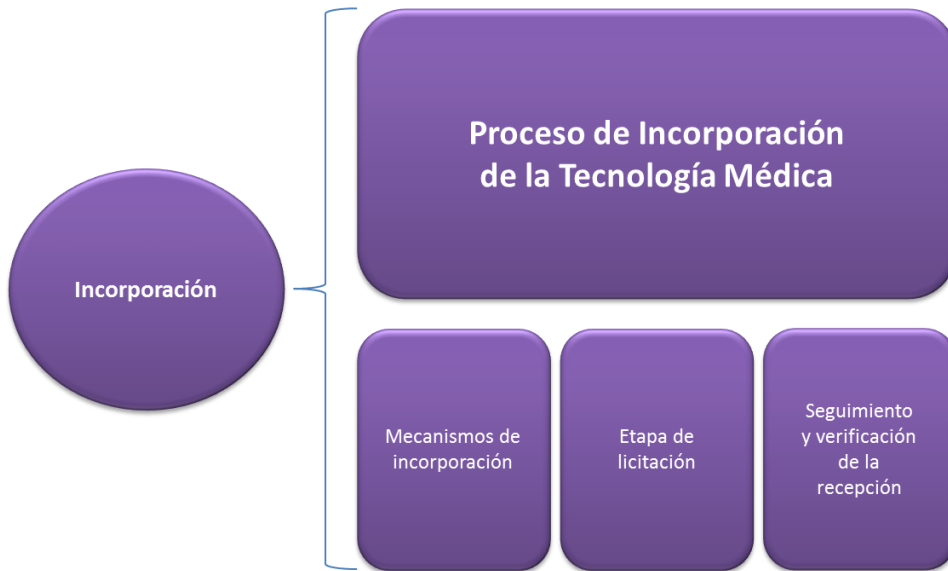 Proceso de Incorporación
de la Tecnología Médica
Incorporación
Mecanismos de
incorporación
Etapa de
licitación
Seguimiento
y verificación
de la
recepción